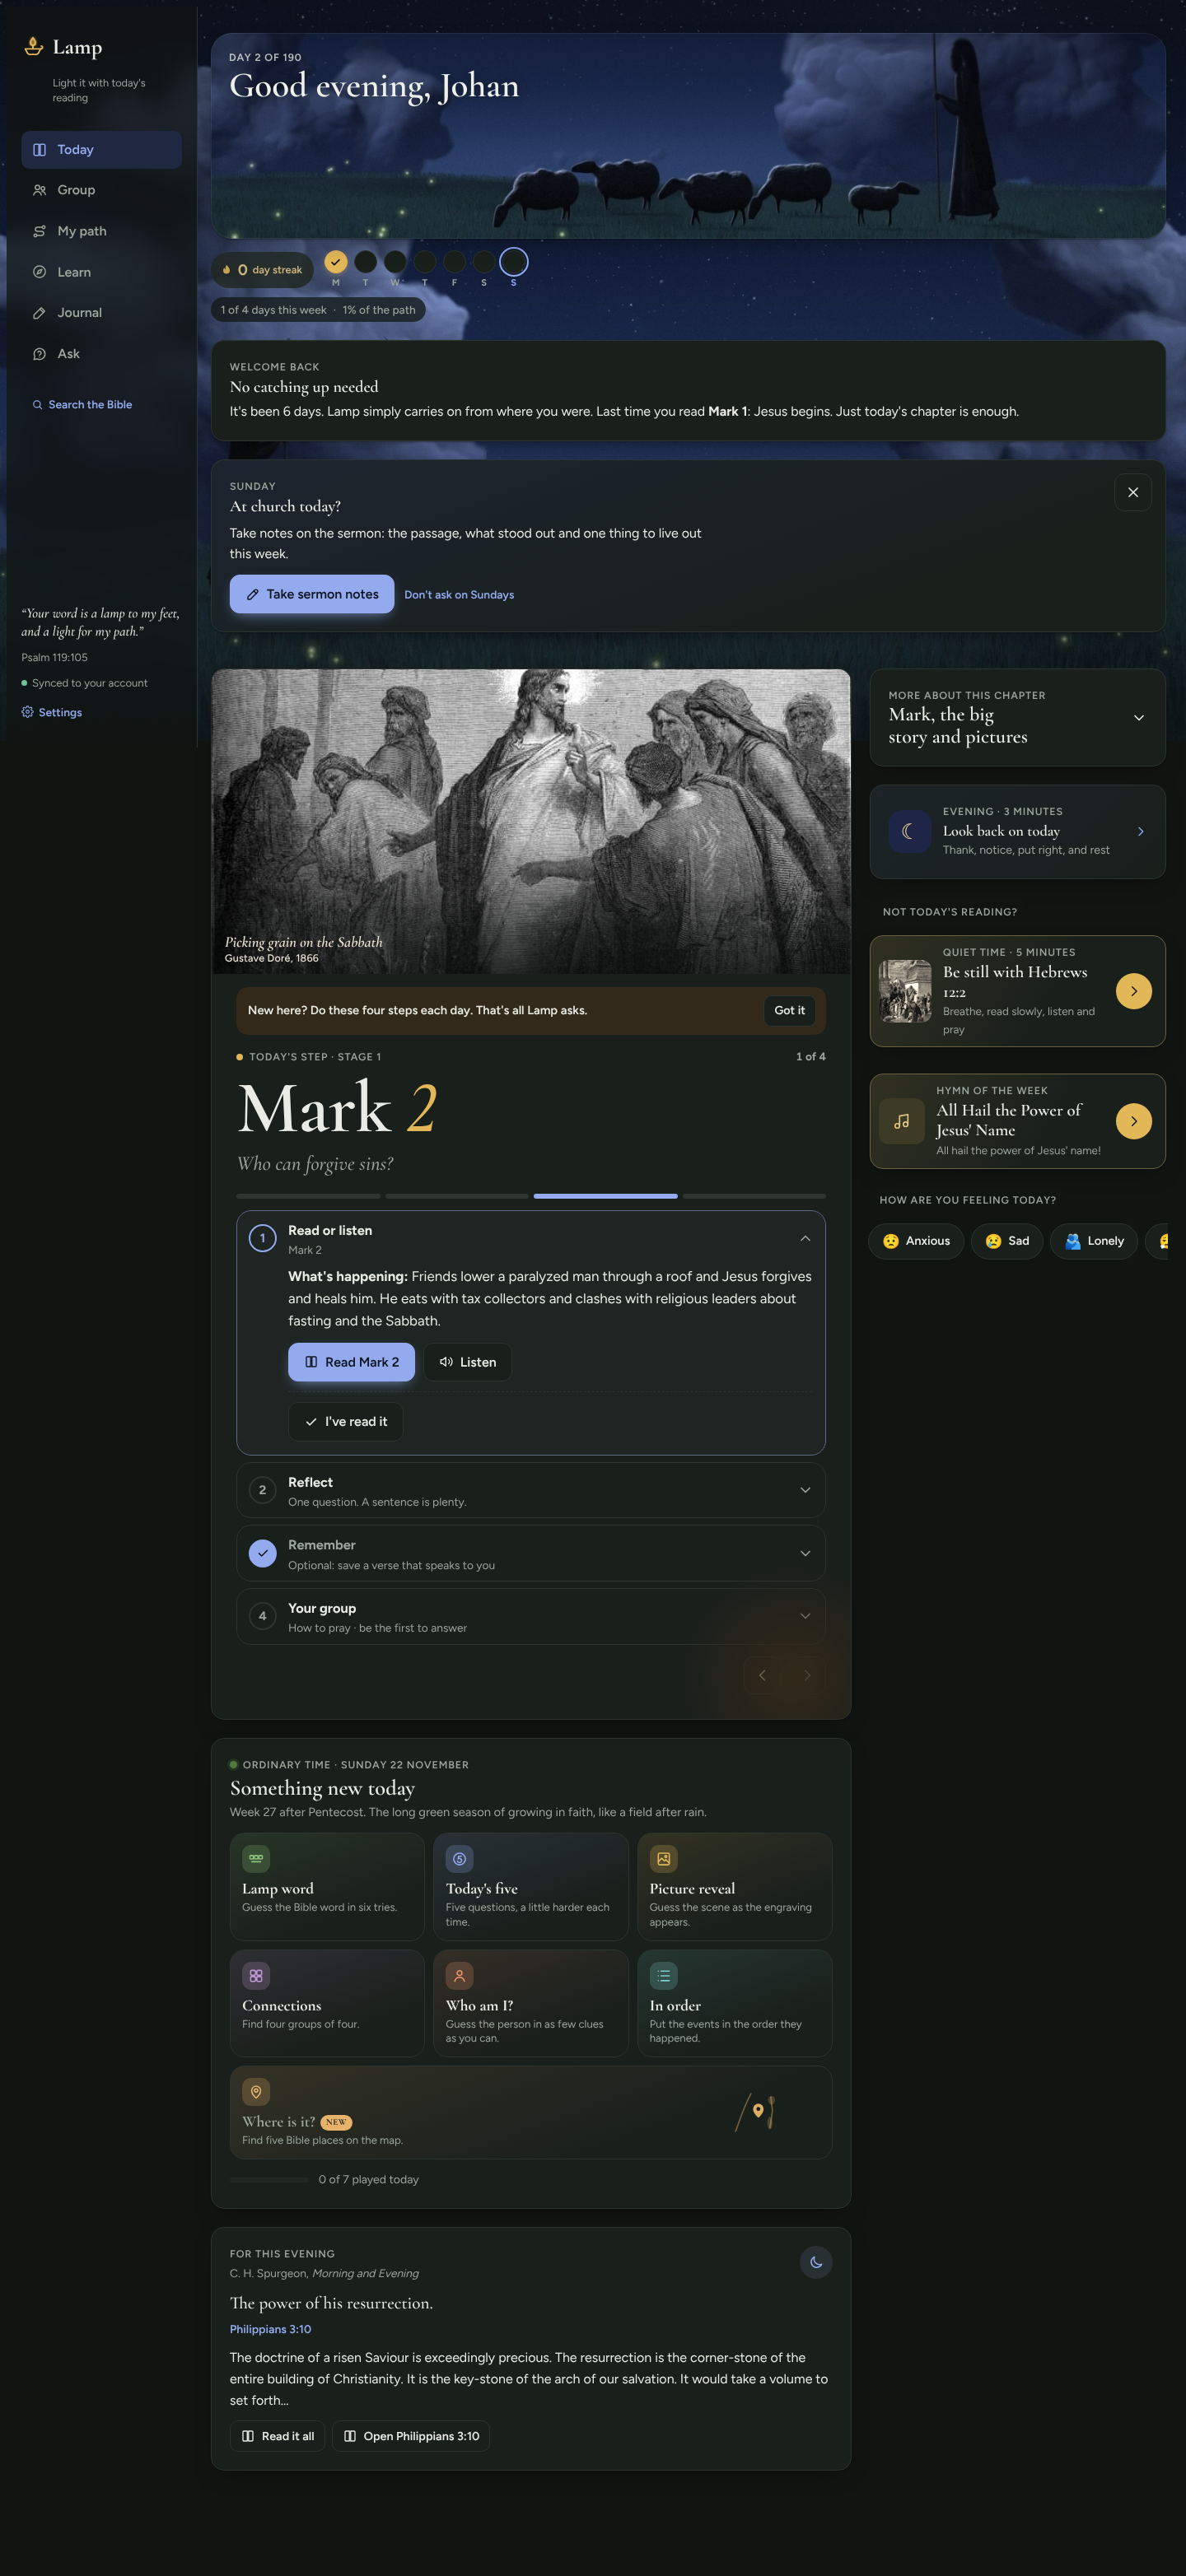 Lamp
Light it with today's
reading
Today
Group
My path
Learn
Journal
Ask
Search the Bible
“Your word is a lamp to my feet,
and a light for my path.”
Psalm 119:105
Synced to your account
Settings
DAY 2 OF 190
Good evening, Johan
0 day streak
M T W T F S S
1 of 4 days this week · 1% of the path
WELCOME BACK
No catching up needed
It's been 6 days. Lamp simply carries on from where you were. Last time you read Mark 1: Jesus begins. Just today's chapter is enough.
SUNDAY
At church today?
Take notes on the sermon: the passage, what stood out and one thing to live out
this week.
Take sermon notes
Don't ask on Sundays
Picking grain on the Sabbath
Gustave Doré, 1866
New here? Do these four steps each day. That's all Lamp asks.
Got it
TODAY'S STEP · STAGE 1
1 of 4
Mark 2
Who can forgive sins?
1
Read or listen
Mark 2
What's happening: Friends lower a paralyzed man through a roof and Jesus forgives
and heals him. He eats with tax collectors and clashes with religious leaders about
fasting and the Sabbath.
Read Mark 2
Listen
I've read it
2
Reflect
One question. A sentence is plenty.
Remember
Optional: save a verse that speaks to you
4
Your group
How to pray · be the first to answer
MORE ABOUT THIS CHAPTER
Mark, the big
story and pictures
EVENING · 3 MINUTES
Look back on today
Thank, notice, put right, and rest
NOT TODAY'S READING?
QUIET TIME · 5 MINUTES
Be still with Hebrews
12:2
Breathe, read slowly, listen and
pray
HYMN OF THE WEEK
All Hail the Power of
Jesus' Name
All hail the power of Jesus' name!
HOW ARE YOU FEELING TODAY?
Anxious
Sad
Lonely
ORDINARY TIME · SUNDAY 22 NOVEMBER
Something new today
Week 27 after Pentecost. The long green season of growing in faith, like a field after rain.
Lamp word
Guess the Bible word in six tries.
5
Today's five
Five questions, a little harder each
time.
Picture reveal
Guess the scene as the engraving
appears.
Connections
Find four groups of four.
Who am I?
Guess the person in as few clues
as you can.
In order
Put the events in the order they
happened.
Where is it? NEW
Find five Bible places on the map.
0 of 7 played today
FOR THIS EVENING
C. H. Spurgeon, Morning and Evening
The power of his resurrection.
Philippians 3:10
The doctrine of a risen Saviour is exceedingly precious. The resurrection is the corner-stone of the
entire building of Christianity. It is the key-stone of the arch of our salvation. It would take a volume to
set forth…
Read it all
Open Philippians 3:10